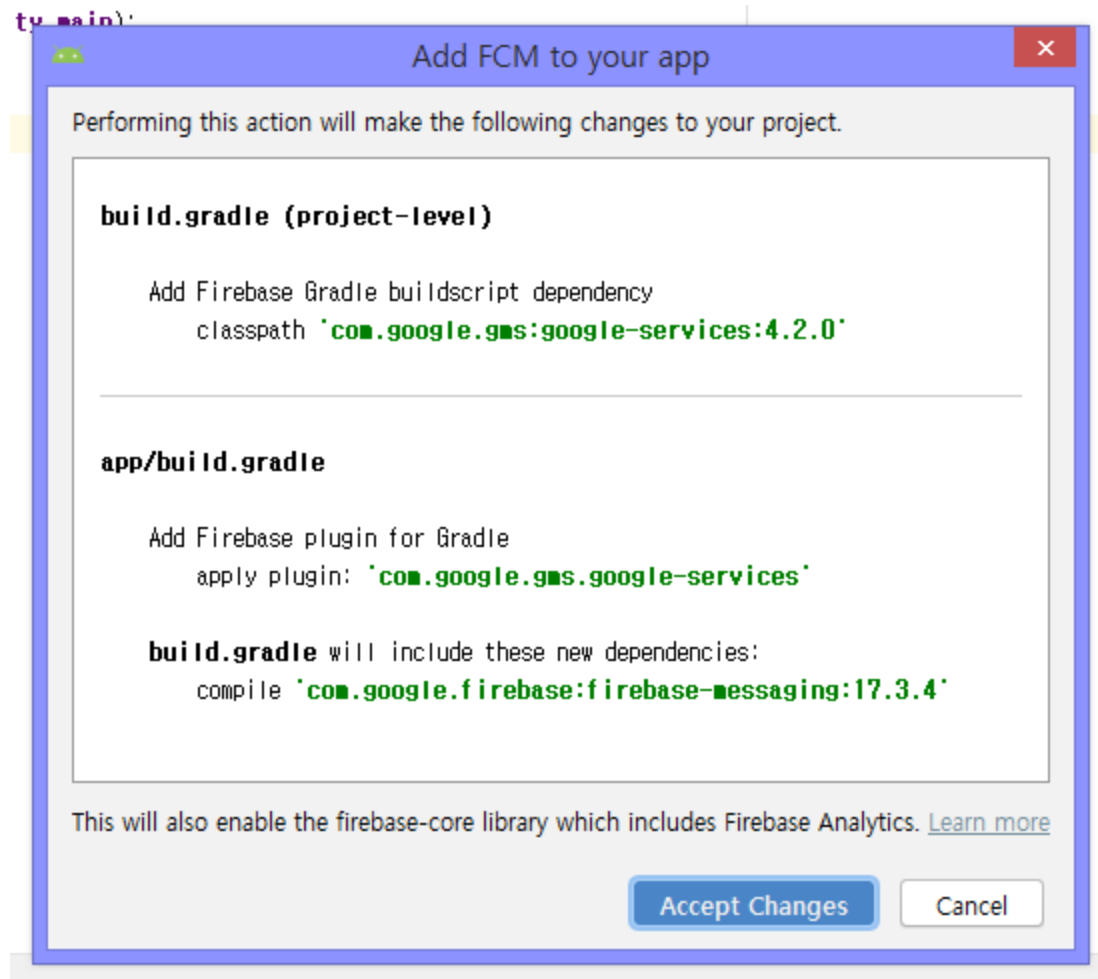 ty_main);
Add FCM to your app
Performing this action will make the following changes to your project.
build.gradle (project-level)
Add Firebase Gradle buildscript dependency
classpath 'com.google.gms:google-services:4.2.0'
app/build.gradle
Add Firebase plugin for Gradle
apply plugin: 'com.google.gms.google-services'
build.gradle will include these new dependencies:
compile 'com.google.firebase:firebase-messaging:17.3.4'
This will also enable the firebase-core library which includes Firebase Analytics. Learn more
Accept Changes
Cancel